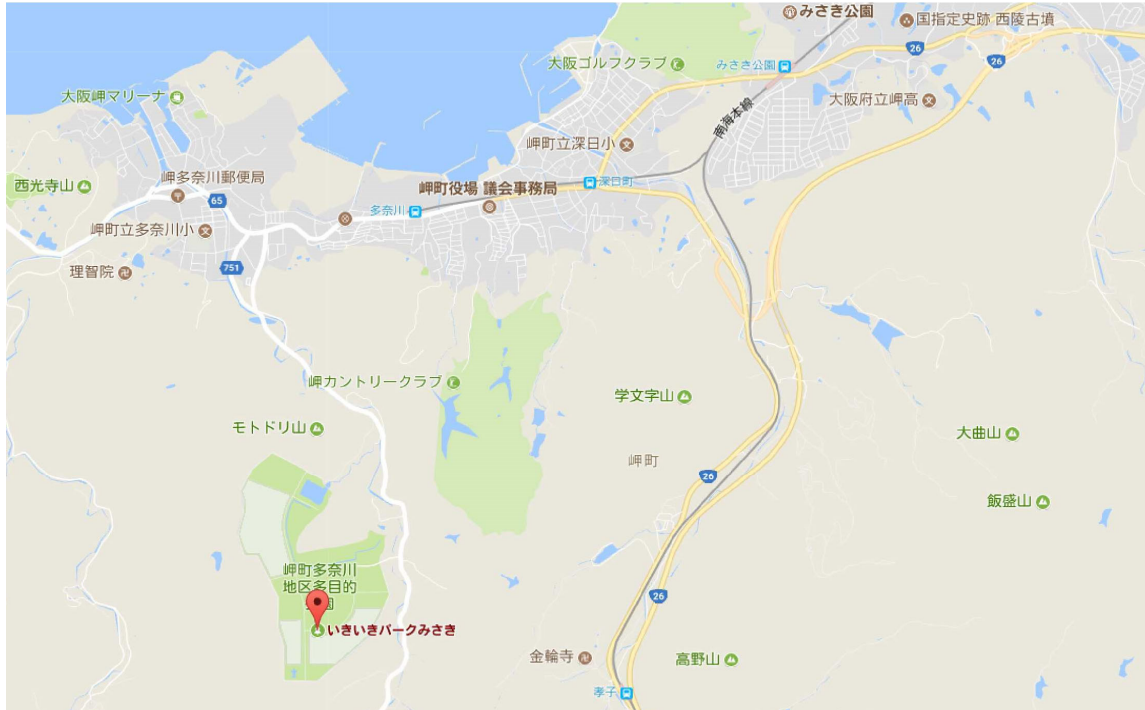 みさき公園
国指定史跡 西陵古墳
26
26
大阪ゴルフクラブ
みさき公園
大阪岬マリーナ
大阪府立岬高
南海本線
岬町立深日小
岬多奈川郵便局
西光寺山
深日町
岬町役場 議会事務局
65
多奈川
岬町立多奈川小
751
理智院
岬カントリークラブ
学文字山
モトドリ山
大曲山
岬町
26
飯盛山
岬町多奈川
地区多目的
園
26
いきいきパークみさき
金輪寺
高野山
孝子